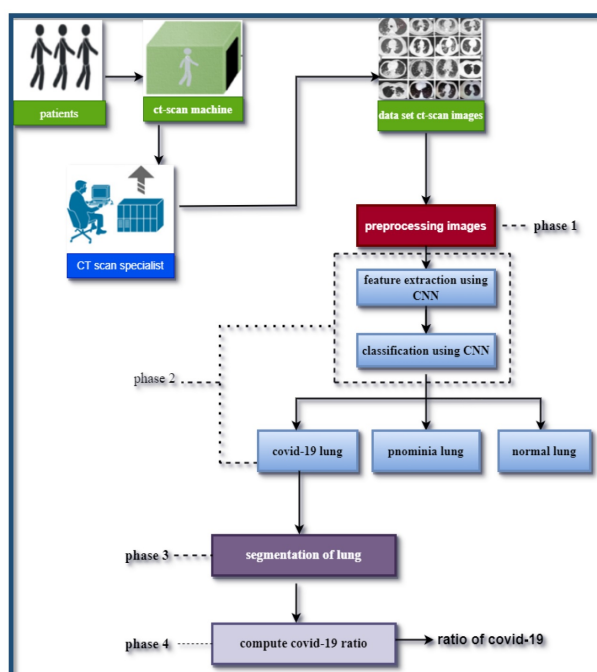 patients
ct-scan machine
data set ct-scan images
CT scan specialist
preprocessing images
phase 1
feature extraction using
CNN
classification using CNN
phase 2
covid-19 lung
pnominia lung
normal lung
phase 3
segmentation of lung
phase 4
compute covid-19 ratio
ratio of covid-19